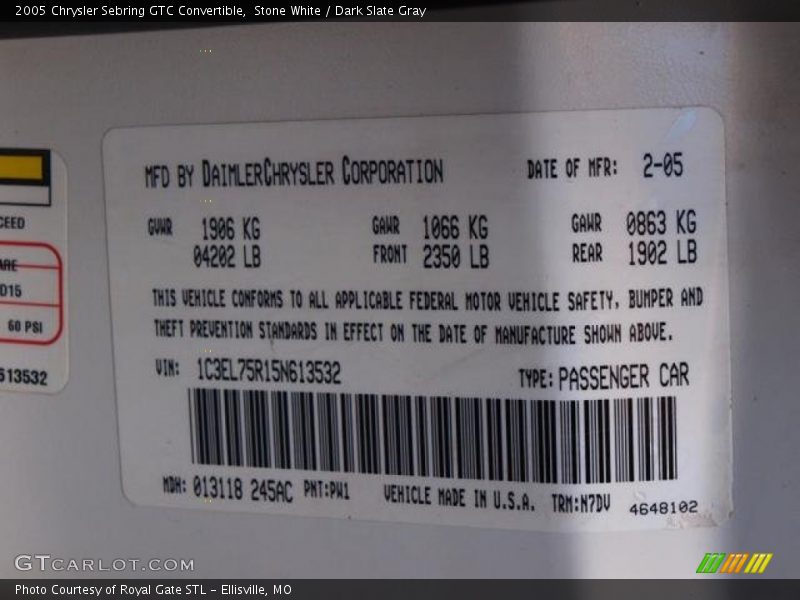 2005 Chrysler Sebring GTC Convertible, Stone White / Dark Slate Gray
MFD BY DAIMLERCHRYSLER CORPORATION DATE OF MFR: 2-05
GVWR 1906 KG GAWR 1066 KG GAWR 0863 KG
04202 LB FRONT 2350 LB REAR 1902 LB
THIS VEHICLE CONFORMS TO ALL APPLICABLE FEDERAL MOTOR VEHICLE SAFETY, BUMPER AND
THEFT PREVENTION STANDARDS IN EFFECT ON THE DATE OF MANUFACTURE SHOWN ABOVE.
VIN: 1C3EL75R15N613532 TYPE: PASSENGER CAR
MDH: 013118 245AC PNT:PW1 VEHICLE MADE IN U.S.A. TRM:N7DV 4648102
CEED
ARE
D15
60 PSI
613532
GTCARLOT.COM
Photo Courtesy of Royal Gate STL – Ellisville, MO